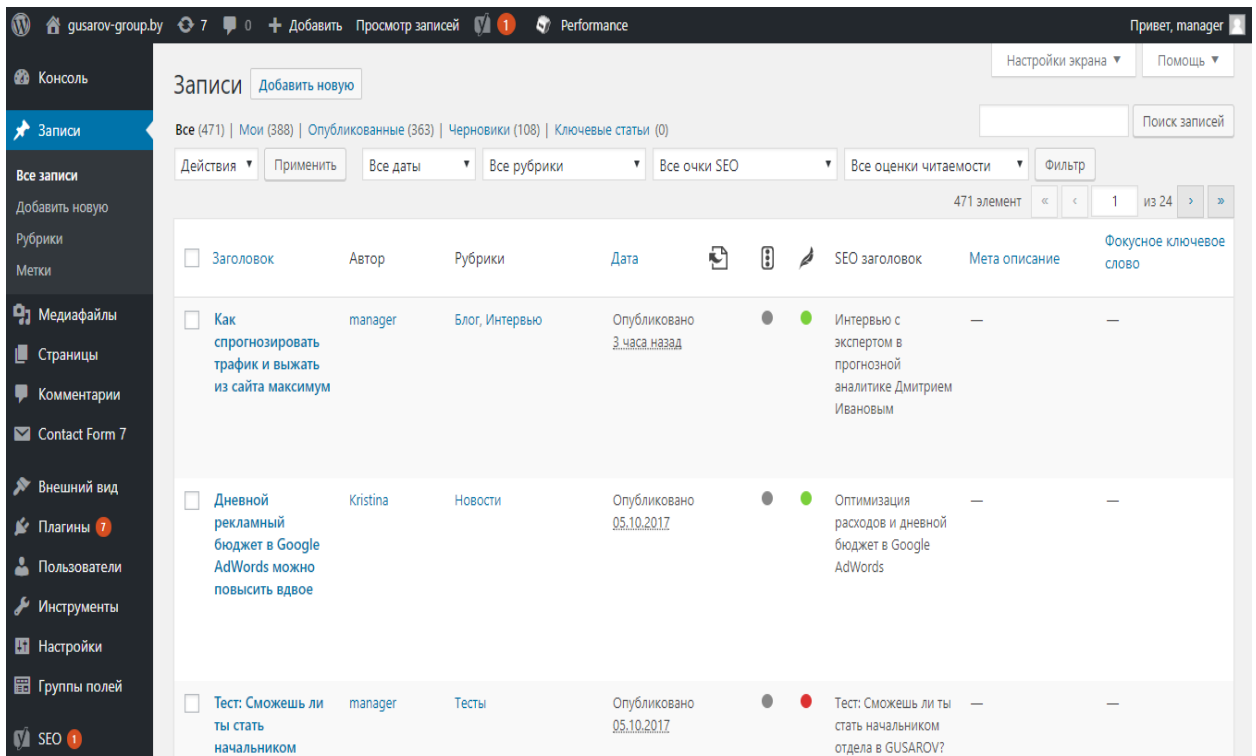 gusarov-group.by 7 0 + Добавить Просмотр записей 1 Performance Привет, manager
Консоль
Записи
Все записи
Добавить новую
Рубрики
Метки
Медиафайлы
Страницы
Комментарии
Contact Form 7
Внешний вид
Плагины 7
Пользователи
Инструменты
Настройки
Группы полей
SEO 1
Настройки экрана ▼ Помощь ▼
Записи Добавить новую
Все (471) | Мои (388) | Опубликованные (363) | Черновики (108) | Ключевые статьи (0)
Поиск записей
Действия ▼ Применить Все даты ▼ Все рубрики ▼ Все очки SEO ▼ Все оценки читаемости ▼ Фильтр
471 элемент « ‹ 1 из 24 › »
Заголовок Автор Рубрики Дата SEO заголовок Мета описание Фокусное ключевое
слово
Как manager Блог, Интервью Опубликовано Интервью с — —
спрогнозировать 3 часа назад экспертом в
трафик и выжать прогнозной
из сайта максимум аналитике Дмитрием
Ивановым
Дневной Kristina Новости Опубликовано Оптимизация — —
рекламный 05.10.2017 расходов и дневной
бюджет в Google бюджет в Google
AdWords можно AdWords
повысить вдвое
Тест: Сможешь ли manager Тесты Опубликовано Тест: Сможешь ли ты — —
ты стать 05.10.2017 стать начальником
начальником отдела в GUSAROV?